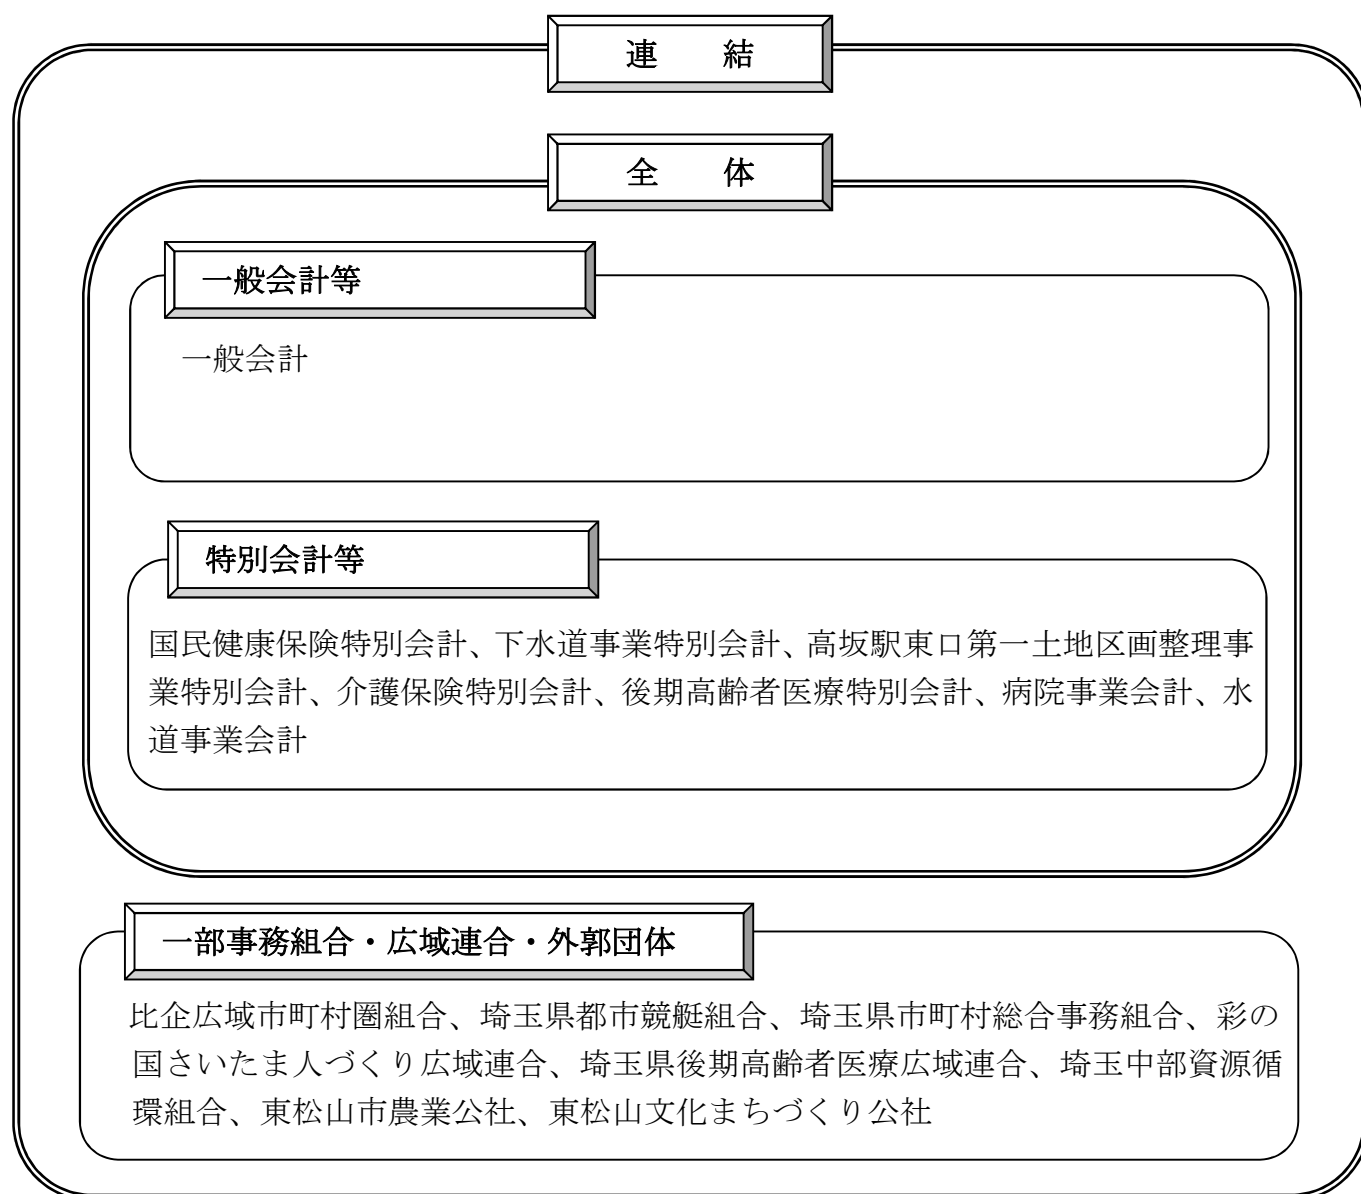 連　結
全　体
一般会計等
一般会計
特別会計等
国民健康保険特別会計、下水道事業特別会計、高坂駅東口第一土地区画整理事
業特別会計、介護保険特別会計、後期高齢者医療特別会計、病院事業会計、水
道事業会計
一部事務組合・広域連合・外郭団体
比企広域市町村圏組合、埼玉県都市競艇組合、埼玉県市町村総合事務組合、彩の
国さいたま人づくり広域連合、埼玉県後期高齢者医療広域連合、埼玉中部資源循
環組合、東松山市農業公社、東松山文化まちづくり公社